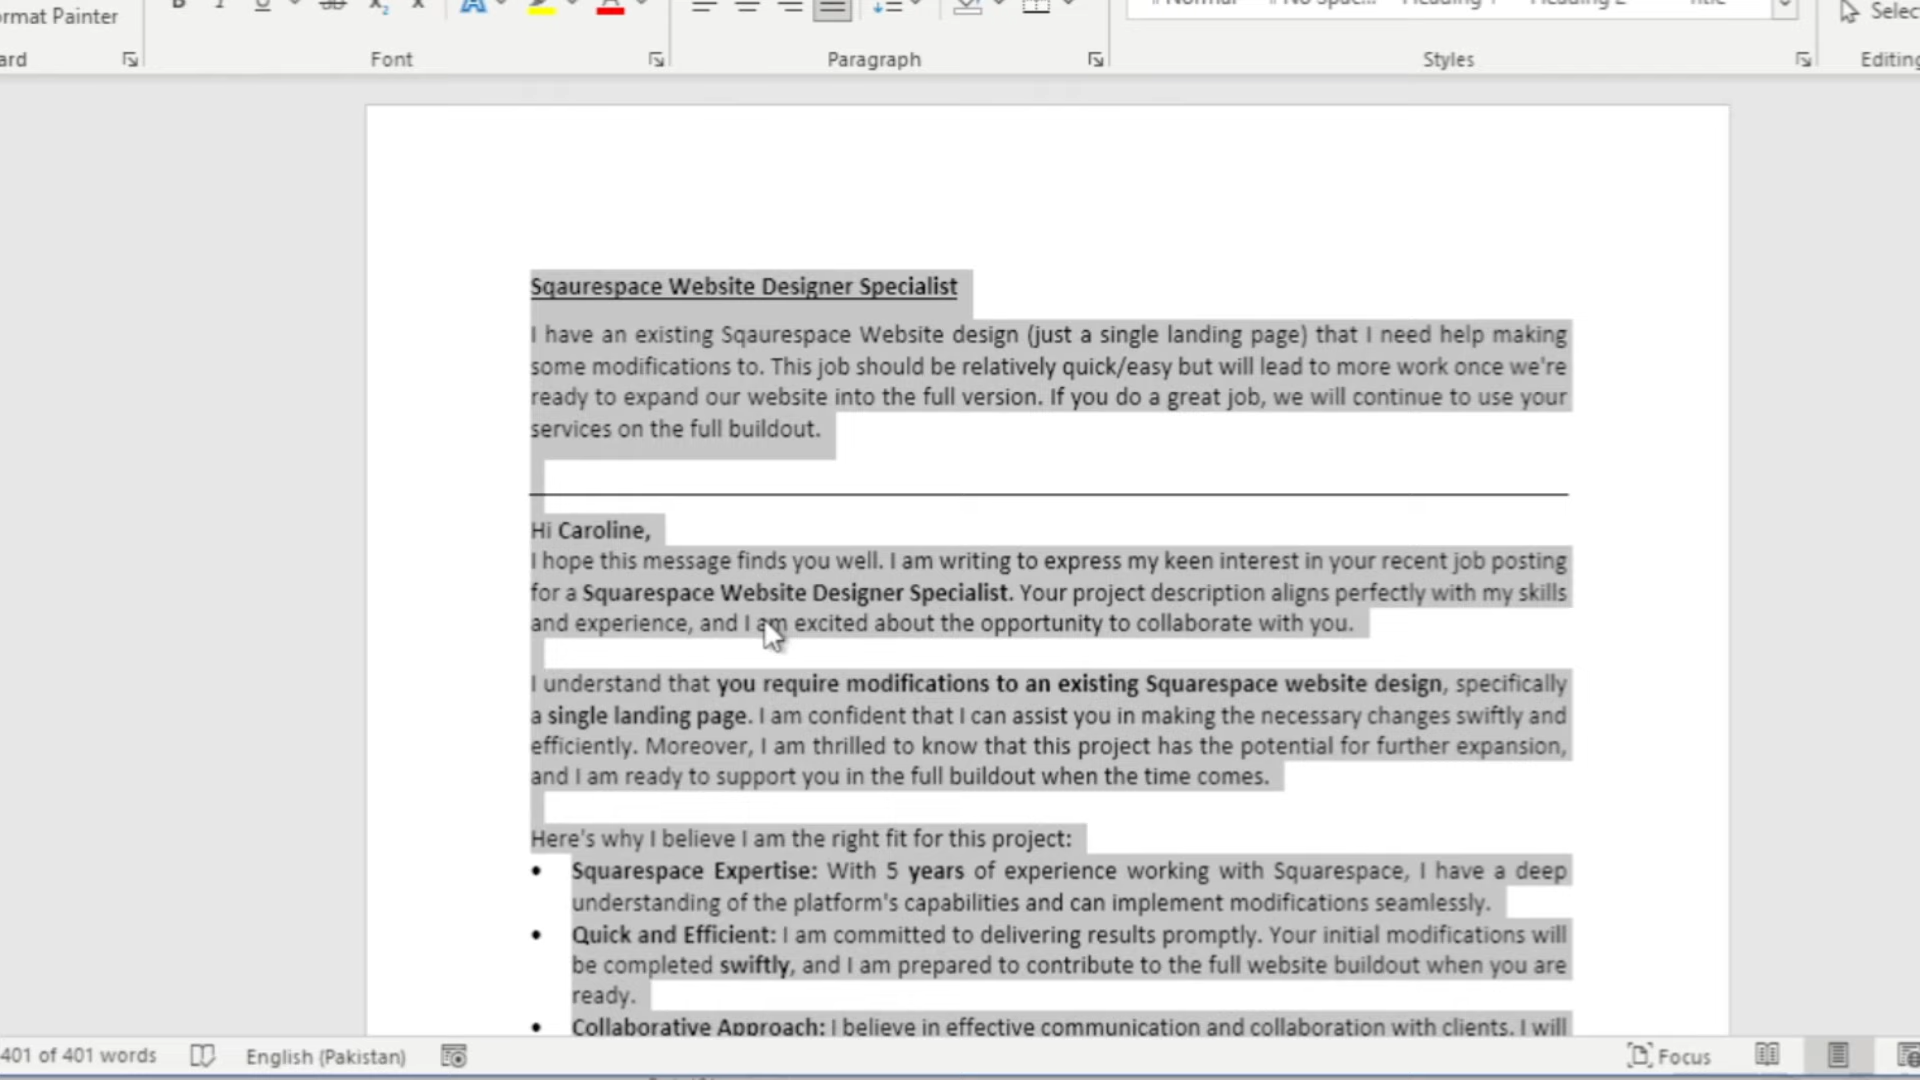 ormat Painter
ard
Font
Paragraph
Styles
Editing
Selec
Heading 1
Heading 2
Title
Sqaurespace Website Designer Specialist
I have an existing Sqaurespace Website design (just a single landing page) that I need help making
some modifications to. This job should be relatively quick/easy but will lead to more work once we're
ready to expand our website into the full version. If you do a great job, we will continue to use your
services on the full buildout.
Hi Caroline,
I hope this message finds you well. I am writing to express my keen interest in your recent job posting
for a Squarespace Website Designer Specialist. Your project description aligns perfectly with my skills
and experience, and I am excited about the opportunity to collaborate with you.
I understand that you require modifications to an existing Squarespace website design, specifically
a single landing page. I am confident that I can assist you in making the necessary changes swiftly and
efficiently. Moreover, I am thrilled to know that this project has the potential for further expansion,
and I am ready to support you in the full buildout when the time comes.
Here's why I believe I am the right fit for this project:
• Squarespace Expertise: With 5 years of experience working with Squarespace, I have a deep
understanding of the platform's capabilities and can implement modifications seamlessly.
• Quick and Efficient: I am committed to delivering results promptly. Your initial modifications will
be completed swiftly, and I am prepared to contribute to the full website buildout when you are
ready.
• Collaborative Approach: I believe in effective communication and collaboration with clients. I will
401 of 401 words
English (Pakistan)
Focus